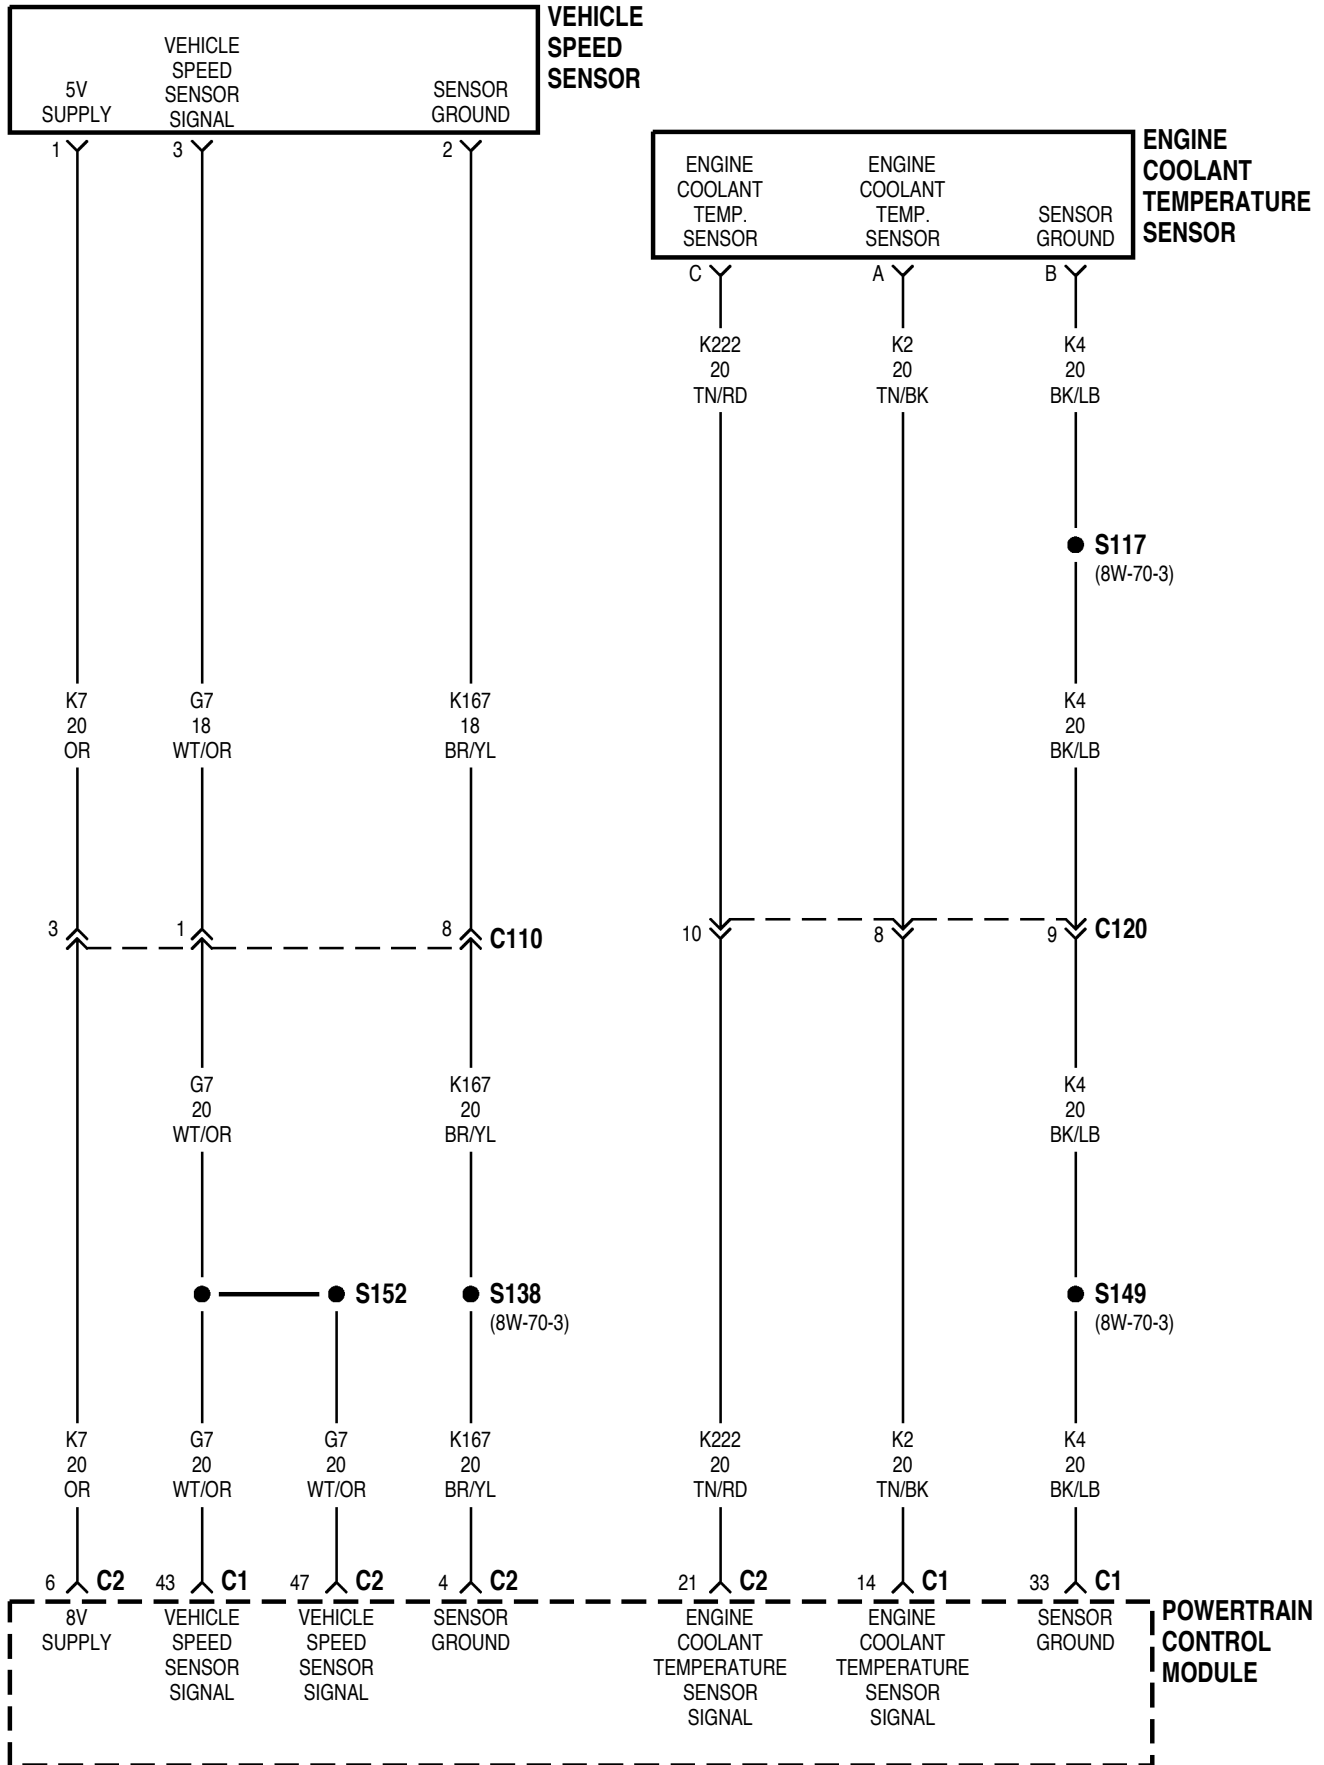 VEHICLE
SPEED
SENSOR
5V
SUPPLY
VEHICLE
SPEED
SENSOR
SIGNAL
SENSOR
GROUND
1
3
2
ENGINE
COOLANT
TEMPERATURE
SENSOR
ENGINE
COOLANT
TEMP.
SENSOR
ENGINE
COOLANT
TEMP.
SENSOR
SENSOR
GROUND
C
A
B
K222
20
TN/RD
K2
20
TN/BK
K4
20
BK/LB
S117
(8W-70-3)
K7
20
OR
G7
18
WT/OR
K167
18
BR/YL
K4
20
BK/LB
3
1
8
C110
10
8
9
C120
G7
20
WT/OR
K167
20
BR/YL
K4
20
BK/LB
S152
S138
(8W-70-3)
S149
(8W-70-3)
K7
20
OR
G7
20
WT/OR
G7
20
WT/OR
K167
20
BR/YL
K222
20
TN/RD
K2
20
TN/BK
K4
20
BK/LB
6 C2
43 C1
47 C2
4 C2
21 C2
14 C1
33 C1
8V
SUPPLY
VEHICLE
SPEED
SENSOR
SIGNAL
VEHICLE
SPEED
SENSOR
SIGNAL
SENSOR
GROUND
ENGINE
COOLANT
TEMPERATURE
SENSOR
SIGNAL
ENGINE
COOLANT
TEMPERATURE
SENSOR
SIGNAL
SENSOR
GROUND
POWERTRAIN
CONTROL
MODULE